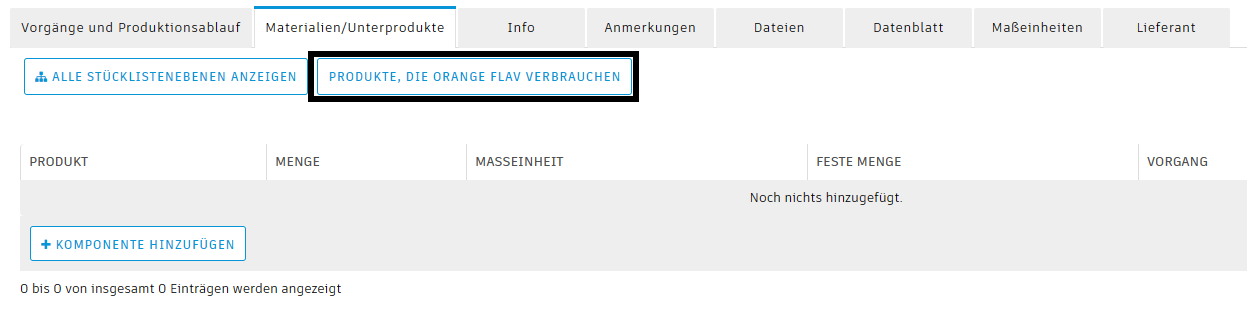 Vorgänge und Produktionsablauf Materialien/Unterprodukte Info Anmerkungen Dateien Datenblatt Maßeinheiten Lieferant
ALLE STÜCKLISTENEBENEN ANZEIGEN PRODUKTE, DIE ORANGE FLAV VERBRAUCHEN
PRODUKT MENGE MASSEINHEIT FESTE MENGE VORGANG
Noch nichts hinzugefügt.
+ KOMPONENTE HINZUFÜGEN
0 bis 0 von insgesamt 0 Einträgen werden angezeigt